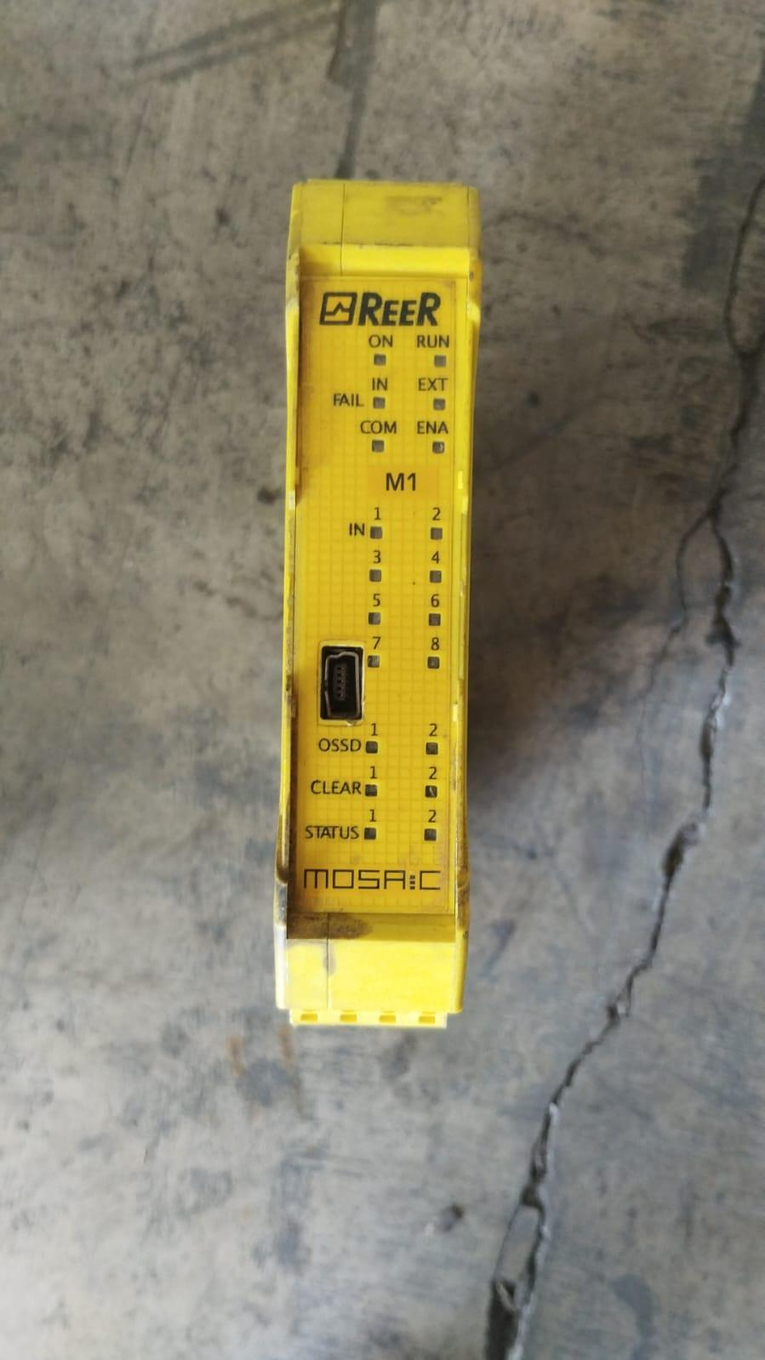 REER
ON RUN
IN EXT
FAIL
COM ENA
M1
1 2
IN
3 4
5 6
7 8
1 2
OSSD
1 2
CLEAR
1 2
STATUS
MOSAIC